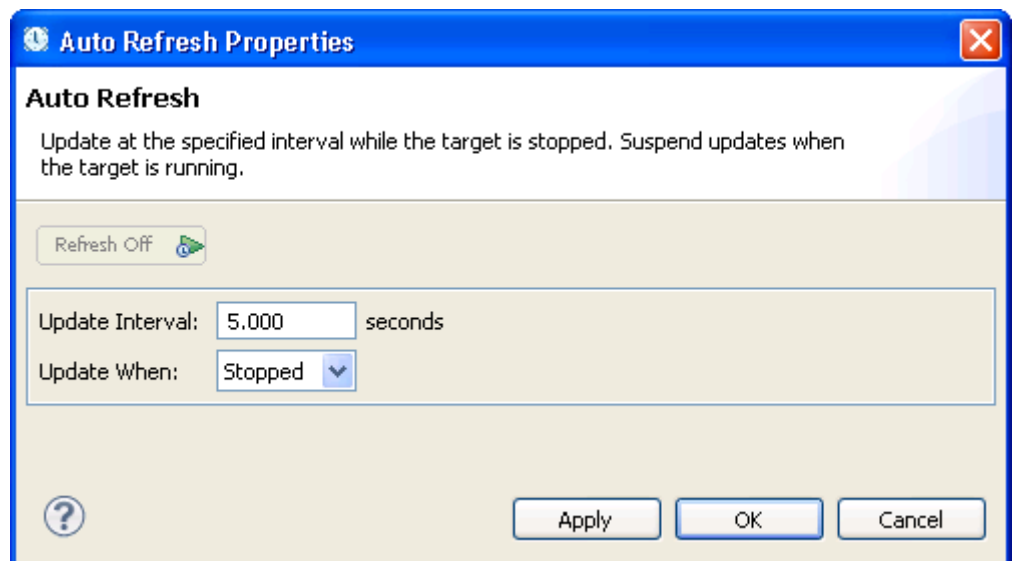 Auto Refresh Properties
Auto Refresh
Update at the specified interval while the target is stopped. Suspend updates when
the target is running.
Refresh Off
Update Interval: 5.000 seconds
Update When: Stopped
?
Apply OK Cancel